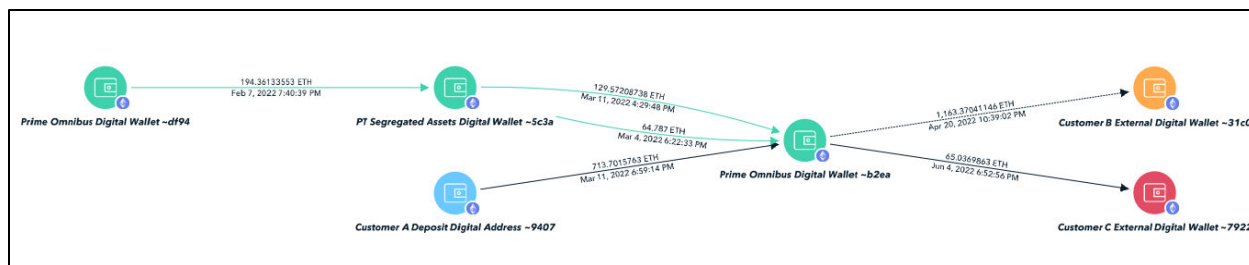 194.36133553 ETH
Feb 7, 2022 7:40:39 PM
129.57208738 ETH
Mar 11, 2022 4:29:48 PM
64.787 ETH
Mar 4, 2022 6:22:33 PM
713.7015763 ETH
Mar 11, 2022 6:59:14 PM
1,163.37041146 ETH
Apr 20, 2022 10:39:02 PM
65.0369863 ETH
Jun 4, 2022 6:52:56 PM
Prime Omnibus Digital Wallet ~df94
PT Segregated Assets Digital Wallet ~5c3a
Customer B External Digital Wallet ~31c0
Prime Omnibus Digital Wallet ~b2ea
Customer A Deposit Digital Address ~9407
Customer C External Digital Wallet ~7922